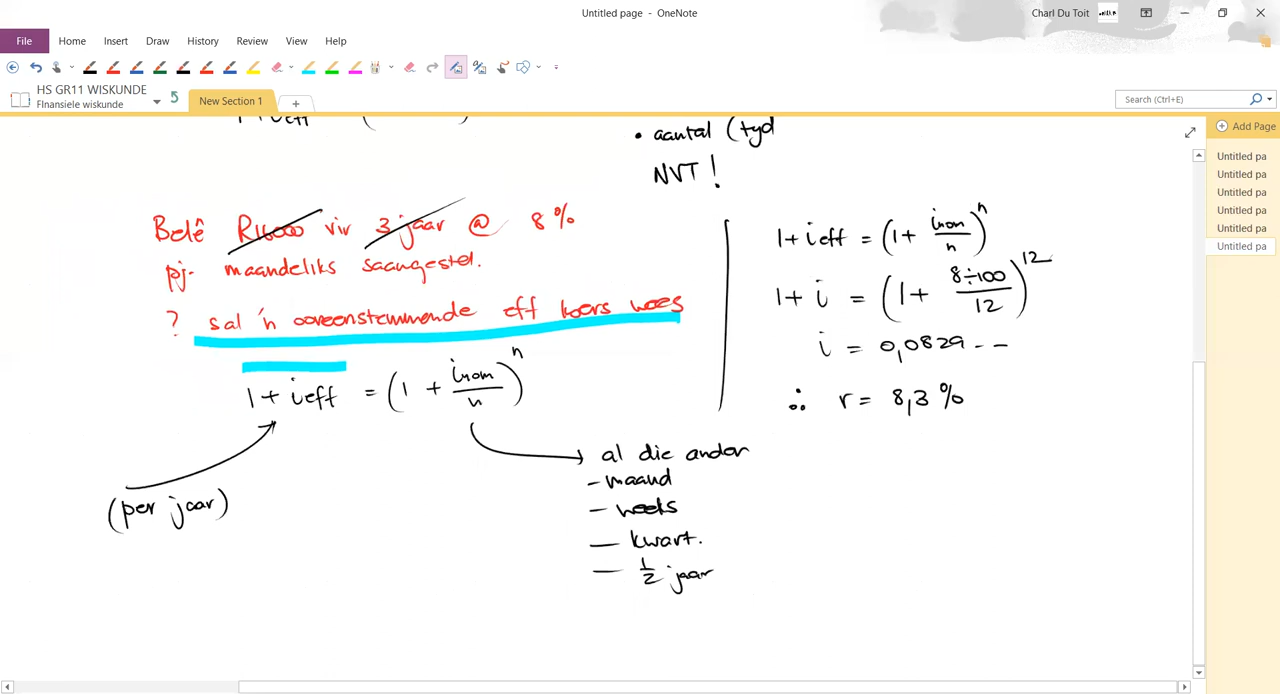 Untitled page - OneNote
Charl Du Toit
File Home Insert Draw History Review View Help
HS GR11 WISKUNDE
FInansiele wiskunde
New Section 1
+
Search (Ctrl+E)
Add Page
Untitled pa
Untitled pa
Untitled pa
Untitled pa
Untitled pa
Untitled pa
• aantal (tyd
NVT!
Belê R16000 vir 3 jaar @ 8%
pj. maandeliks saamgestel.
? sal 'n ooreenstemmende eff koers wees
1 + ieff = (1 + inom/n)^n
(per jaar)
al die ander
- maand
- weeks
- kwart.
- 1/2 jaar
1 + ieff = (1 + inom/n)^n
1 + i = (1 + 8÷100/12)^12
i = 0,0829 - -
∴ r = 8,3 %